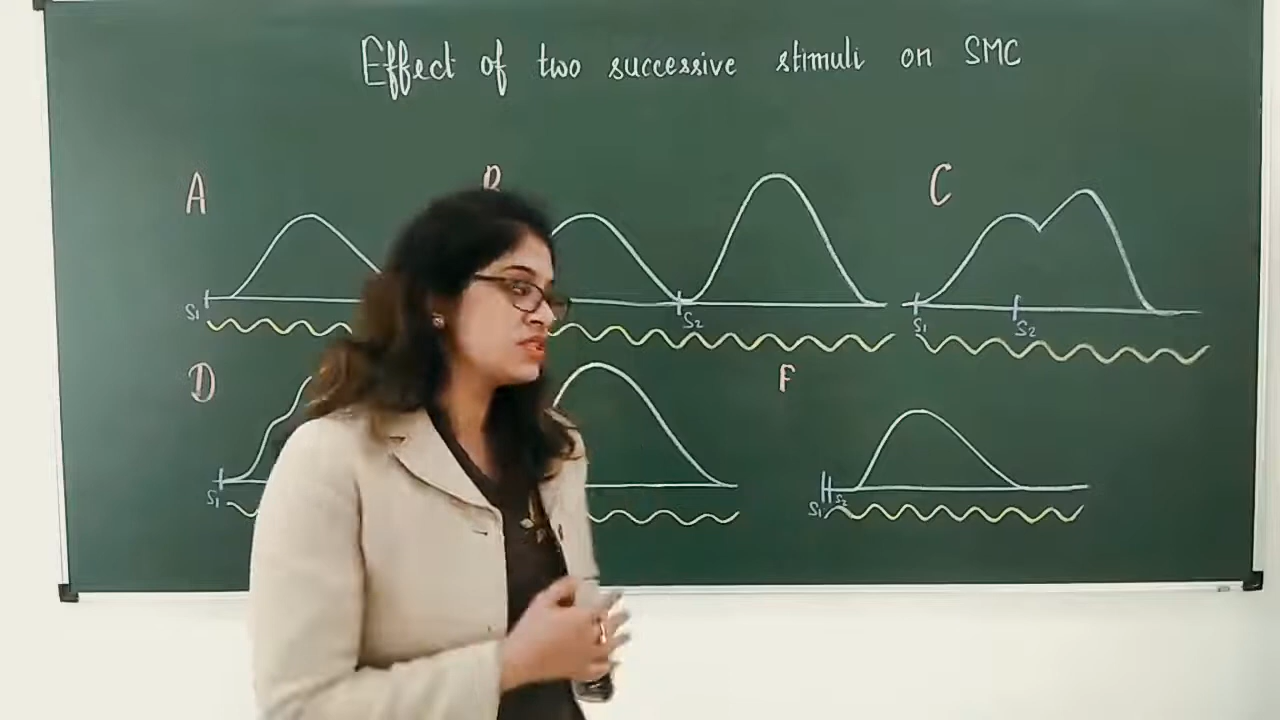 Effect of two successive stimuli on SMC
A B C
S1 S2 S1 S2
D F
S1 S1 S2